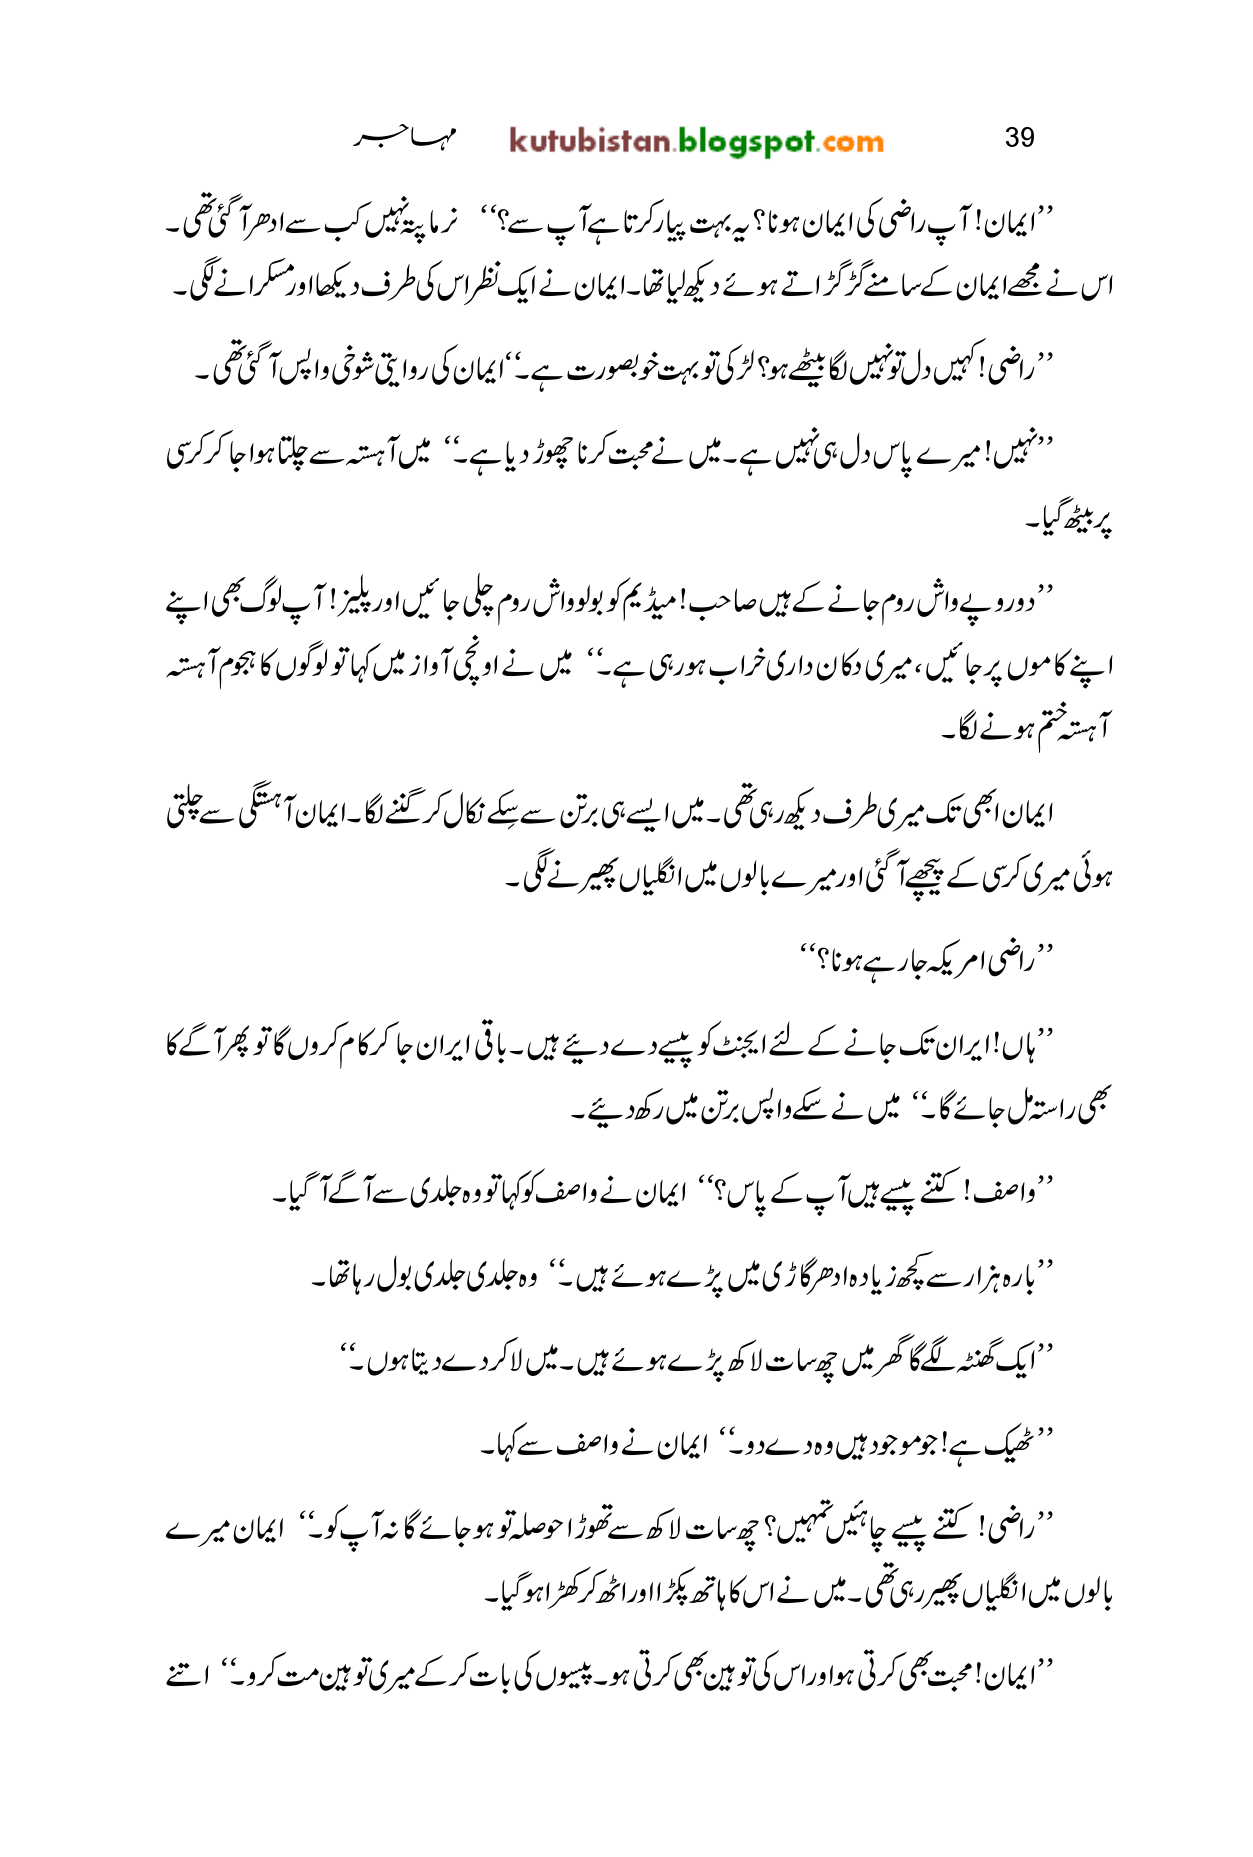 39 kutubistan.blogspot.com مہاجر
’’ایمان! آپ راضی کی ایمان ہو نا؟ یہ بہت پیار کرتا ہے آپ سے؟‘‘ نرما پتہ نہیں کب سے ادھر آ گئی تھی۔
اس نے مجھے ایمان کے سامنے گڑگڑاتے ہوئے دیکھ لیا تھا۔ ایمان نے ایک نظر اس کی طرف دیکھا اور مسکرانے لگی۔
’’راضی! کہیں دل تو نہیں لگا بیٹھے ہو؟ لڑکی تو بہت خوبصورت ہے۔‘‘ ایمان کی روایتی شوخی واپس آ گئی تھی۔
’’نہیں! میرے پاس دل ہی نہیں ہے۔ میں نے محبت کرنا چھوڑ دیا ہے۔‘‘ میں آہستہ سے چلتا ہوا جا کر کرسی
پر بیٹھ گیا۔
’’دو روپے واش روم جانے کے ہیں صاحب! میڈیم کو بولو واش روم چلی جائیں اور پلیز! آپ لوگ بھی اپنے
اپنے کاموں پر جائیں، میری دکان داری خراب ہو رہی ہے۔‘‘ میں نے اونچی آواز میں کہا تو لوگوں کا ہجوم آہستہ
آہستہ ختم ہونے لگا۔
ایمان ابھی تک میری طرف دیکھ رہی تھی۔ میں ایسے ہی برتن سے سِکے نکال کر گننے لگا۔ ایمان آہستگی سے چلتی
ہوئی میری کرسی کے پیچھے آ گئی اور میرے بالوں میں انگلیاں پھیرنے لگی۔
’’راضی امریکہ جا رہے ہو نا؟‘‘
’’ہاں! ایران تک جانے کے لئے ایجنٹ کو پیسے دے دیئے ہیں۔ باقی ایران جا کر کام کروں گا تو پھر آگے کا
بھی راستہ مل جائے گا۔‘‘ میں نے سکے واپس برتن میں رکھ دیئے۔
’’واصف! کتنے پیسے ہیں آپ کے پاس؟‘‘ ایمان نے واصف کو کہا تو وہ جلدی سے آگے آ گیا۔
’’بارہ ہزار سے کچھ زیادہ ادھر گاڑی میں پڑے ہوئے ہیں۔‘‘ وہ جلدی جلدی بول رہا تھا۔
’’ایک گھنٹہ لگے گا گھر میں چھ سات لاکھ پڑے ہوئے ہیں۔ میں لا کر دے دیتا ہوں۔‘‘
’’ٹھیک ہے! جو موجود ہیں وہ دے دو۔‘‘ ایمان نے واصف سے کہا۔
’’راضی! کتنے پیسے چاہئیں تمہیں؟ چھ سات لاکھ سے تھوڑا حوصلہ تو ہو جائے گا نہ آپ کو۔‘‘ ایمان میرے
بالوں میں انگلیاں پھیر رہی تھی۔ میں نے اس کا ہاتھ پکڑا اور اٹھ کر کھڑا ہو گیا۔
’’ایمان! محبت بھی کرتی ہو اور اس کی توہین بھی کرتی ہو۔ پیسوں کی بات کر کے میری توہین مت کرو۔‘‘ اتنے